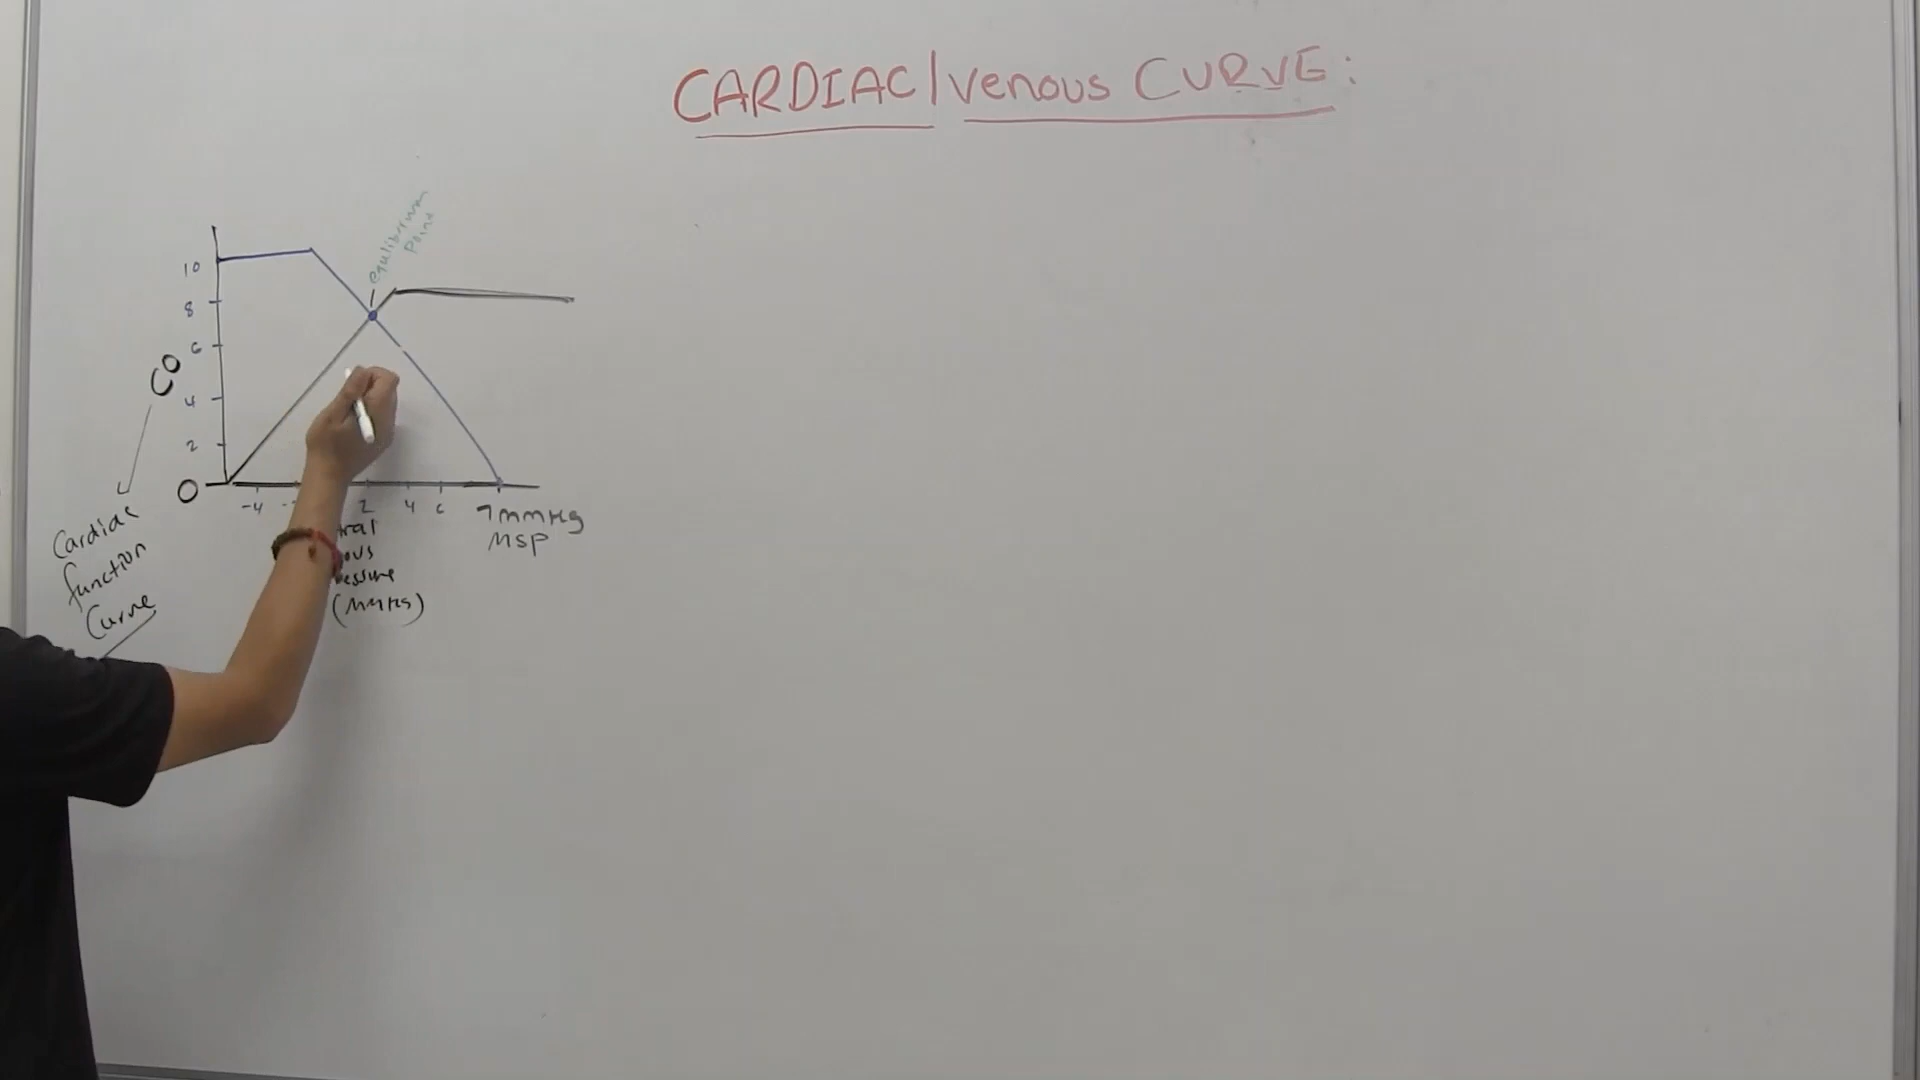 CARDIAC/venous CURVE:
equilibrium
Point
10
8
6
4
2
0
CO
Cardiac
function
Curve
-4
2
4
6
7mmHg
MSP
(mmHg)